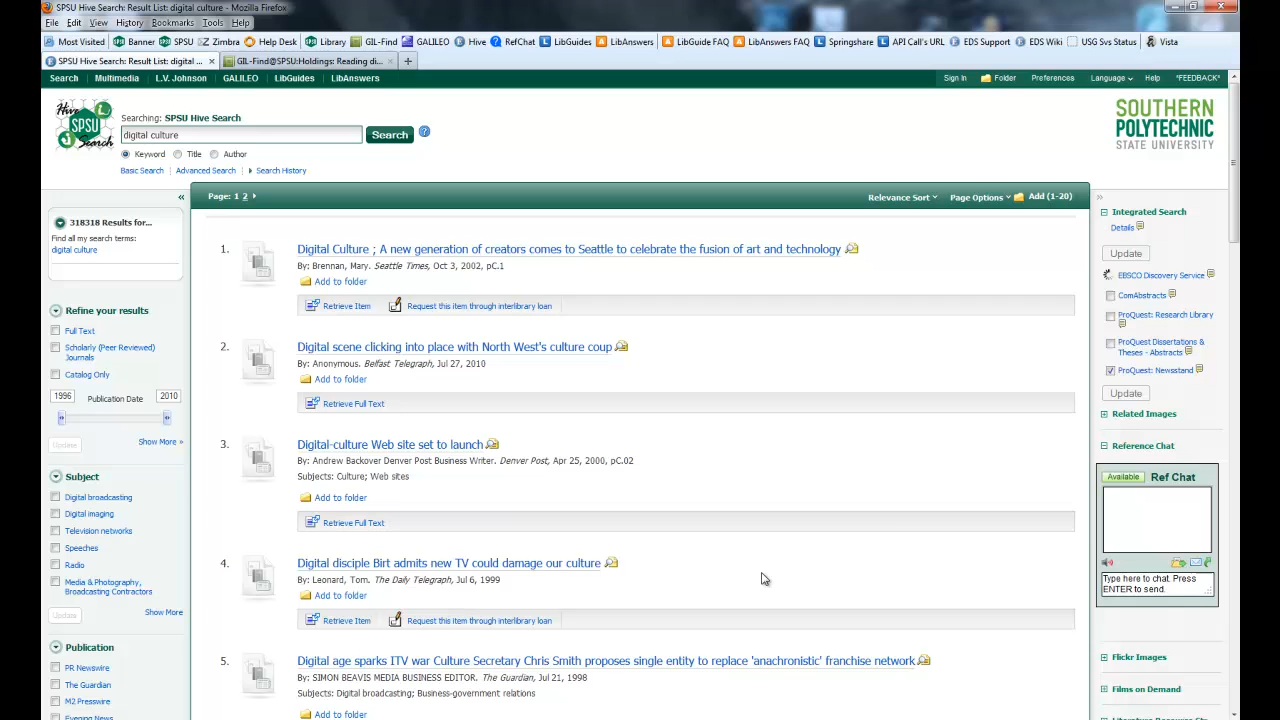 SPSU Hive Search: Result List: digital culture - Mozilla Firefox
File Edit View History Bookmarks Tools Help
Most Visited Banner SPSU Zimbra Help Desk Library GIL-Find GALILEO Hive RefChat LibGuides LibAnswers LibGuide FAQ LibAnswers FAQ Springshare API Call's URL EDS Support EDS Wiki USG Svs Status Vista
SPSU Hive Search: Result List: digital ... GIL-Find@SPSU:Holdings: Reading di...
Search Multimedia L.V. Johnson GALILEO LibGuides LibAnswers Sign in Folder Preferences Language Help *FEEDBACK*
Hive SPSU Search
Searching: SPSU Hive Search
digital culture Search
Keyword Title Author
Basic Search Advanced Search Search History
SOUTHERN
POLYTECHNIC
STATE UNIVERSITY
Page: 1 2 Relevance Sort Page Options Add (1-20)
318318 Results for...
Find all my search terms:
digital culture
Refine your results
Full Text
Scholarly (Peer Reviewed)
Journals
Catalog Only
1996 Publication Date 2010
Update Show More »
Subject
Digital broadcasting
Digital imaging
Television networks
Speeches
Radio
Media & Photography,
Broadcasting Contractors
Update Show More
Publication
PR Newswire
The Guardian
M2 Presswire
Evening News
1. Digital Culture ; A new generation of creators comes to Seattle to celebrate the fusion of art and technology
By: Brennan, Mary. Seattle Times, Oct 3, 2002, pC.1
Add to folder
Retrieve Item Request this item through interlibrary loan
2. Digital scene clicking into place with North West's culture coup
By: Anonymous. Belfast Telegraph, Jul 27, 2010
Add to folder
Retrieve Full Text
3. Digital-culture Web site set to launch
By: Andrew Backover Denver Post Business Writer. Denver Post, Apr 25, 2000, pC.02
Subjects: Culture; Web sites
Add to folder
Retrieve Full Text
4. Digital disciple Birt admits new TV could damage our culture
By: Leonard, Tom. The Daily Telegraph, Jul 6, 1999
Add to folder
Retrieve Item Request this item through interlibrary loan
5. Digital age sparks ITV war Culture Secretary Chris Smith proposes single entity to replace 'anachronistic' franchise network
By: SIMON BEAVIS MEDIA BUSINESS EDITOR. The Guardian, Jul 21, 1998
Subjects: Digital broadcasting; Business-government relations
Add to folder
Integrated Search
Details
Update
EBSCO Discovery Service
ComAbstracts
ProQuest: Research Library
ProQuest: Dissertations &
Theses - Abstracts
ProQuest: Newsstand
Update
Related Images
Reference Chat
Available Ref Chat
Type here to chat. Press
ENTER to send.
Flickr Images
Films on Demand